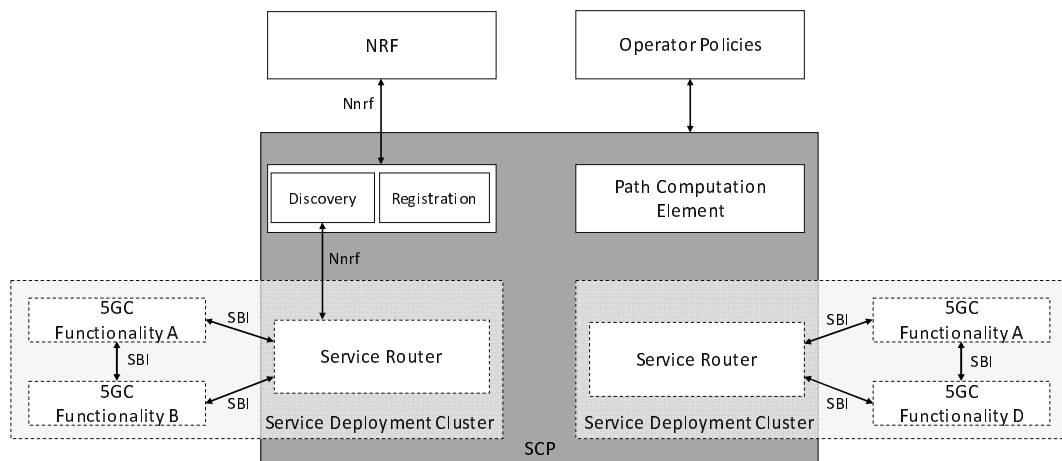 NRF
Operator Policies
Nnrf
Discovery
Registration
Path Computation
Element
Nnrf
5GC
Functionality A
SBI
Service Router
SBI
5GC
Functionality B
SBI
Service Deployment Cluster
Service Router
SBI
5GC
Functionality A
SBI
5GC
Functionality D
SBI
Service Deployment Cluster
SCP